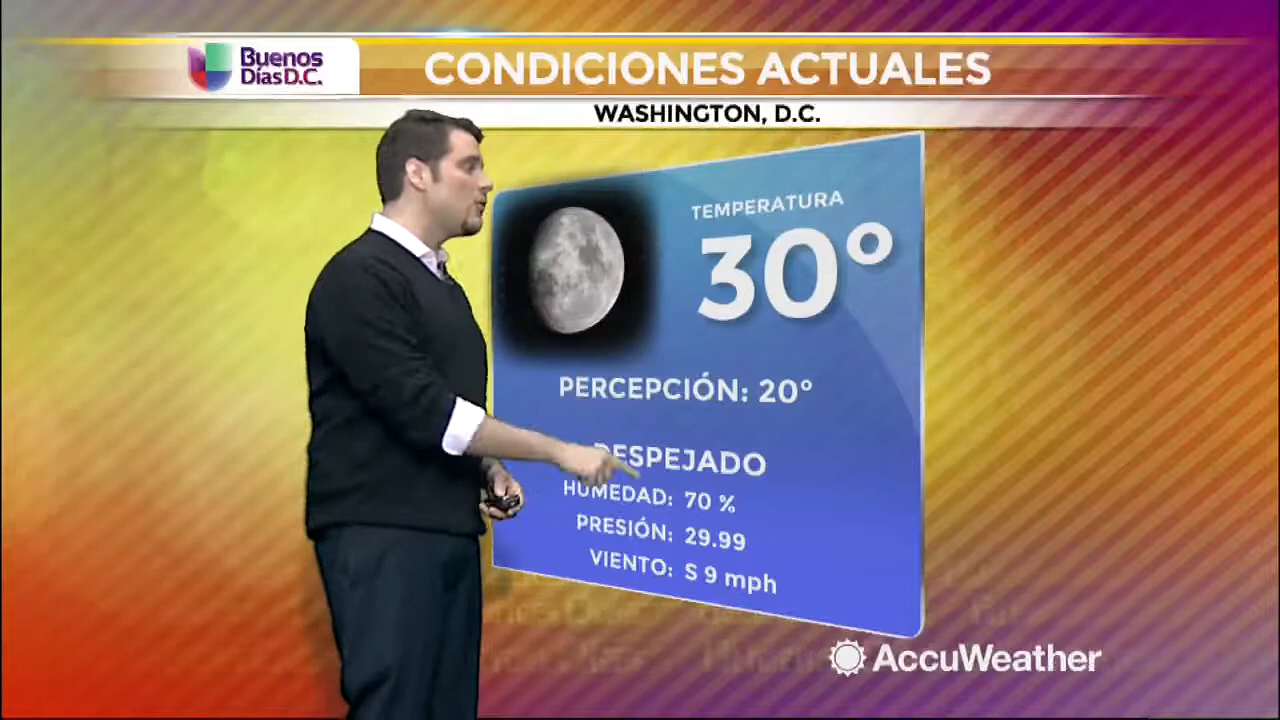 Buenos
Días D.C.
CONDICIONES ACTUALES
WASHINGTON, D.C.
TEMPERATURA
30°
PERCEPCIÓN: 20°
DESPEJADO
HUMEDAD: 70 %
PRESIÓN: 29.99
VIENTO: S 9 mph
AccuWeather